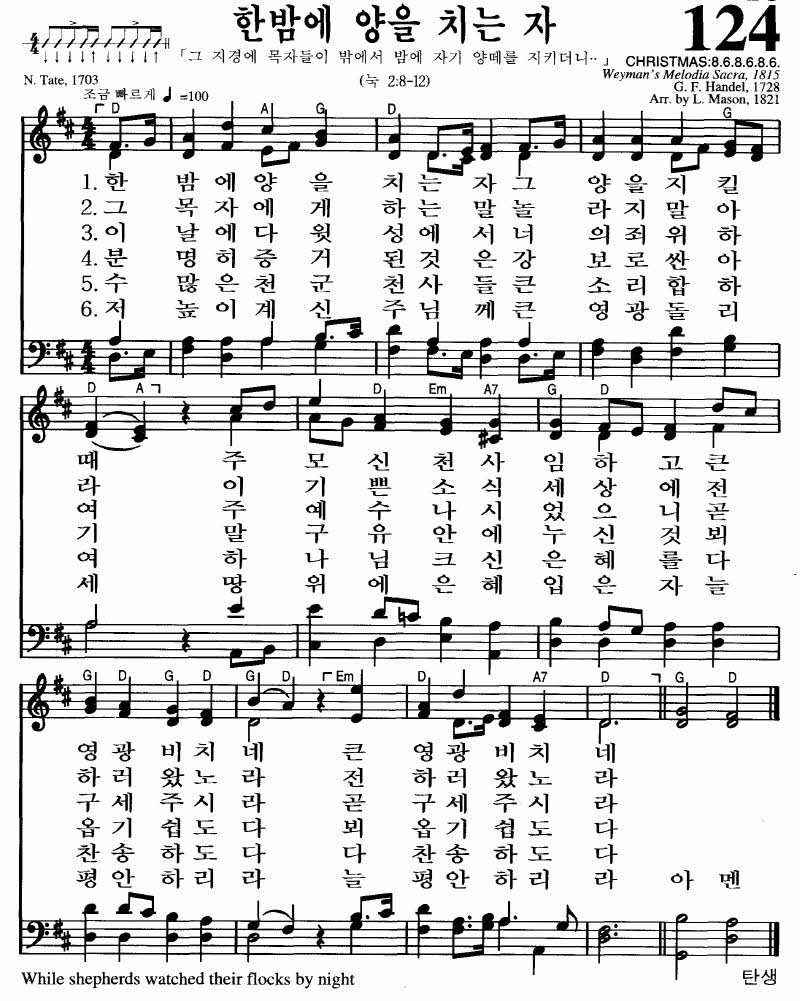 한밤에 양을 치는 자
124
「그 지경에 목자들이 밖에서 밤에 자기 양떼를 지키더니··」
CHRISTMAS:8.6.8.6.8.6.
N. Tate, 1703
(눅 2:8-12)
Weyman's Melodia Sacra, 1815
G. F. Handel, 1728
조금 빠르게 ♩=100
Arr. by L. Mason, 1821
D A G D G
1. 한 밤 에 양 을 치 는 자 그 양 을 지 킬
2. 그 목 자 에 게 하 는 말 놀 라 지 말 아
3. 이 날 에 다 윗 성 에 서 너 의 죄 위 하
4. 분 명 히 증 거 된 것 은 강 보 로 싼 아
5. 수 많 은 천 군 천 사 들 큰 소 리 합 하
6. 저 높 이 계 신 주 님 께 큰 영 광 돌 리
D A D Em A7 G D
때 주 모 신 천 사 임 하 고 큰
라 이 기 쁜 소 식 세 상 에 전
여 주 예 수 나 시 었 으 니 곧
기 말 구 유 안 에 누 신 것 뵈
여 하 나 님 크 신 은 혜 를 다
세 땅 위 에 은 혜 입 은 자 늘
G D G D G Em D A7 D G D
영 광 비 치 네 큰 영 광 비 치 네
하 러 왔 노 라 전 하 러 왔 노 라
구 세 주 시 라 곧 구 세 주 시 라
옵 기 쉽 도 다 뵈 옵 기 쉽 도 다
찬 송 하 도 다 다 찬 송 하 도 다
평 안 하 리 라 늘 평 안 하 리 라 아 멘
While shepherds watched their flocks by night
탄생